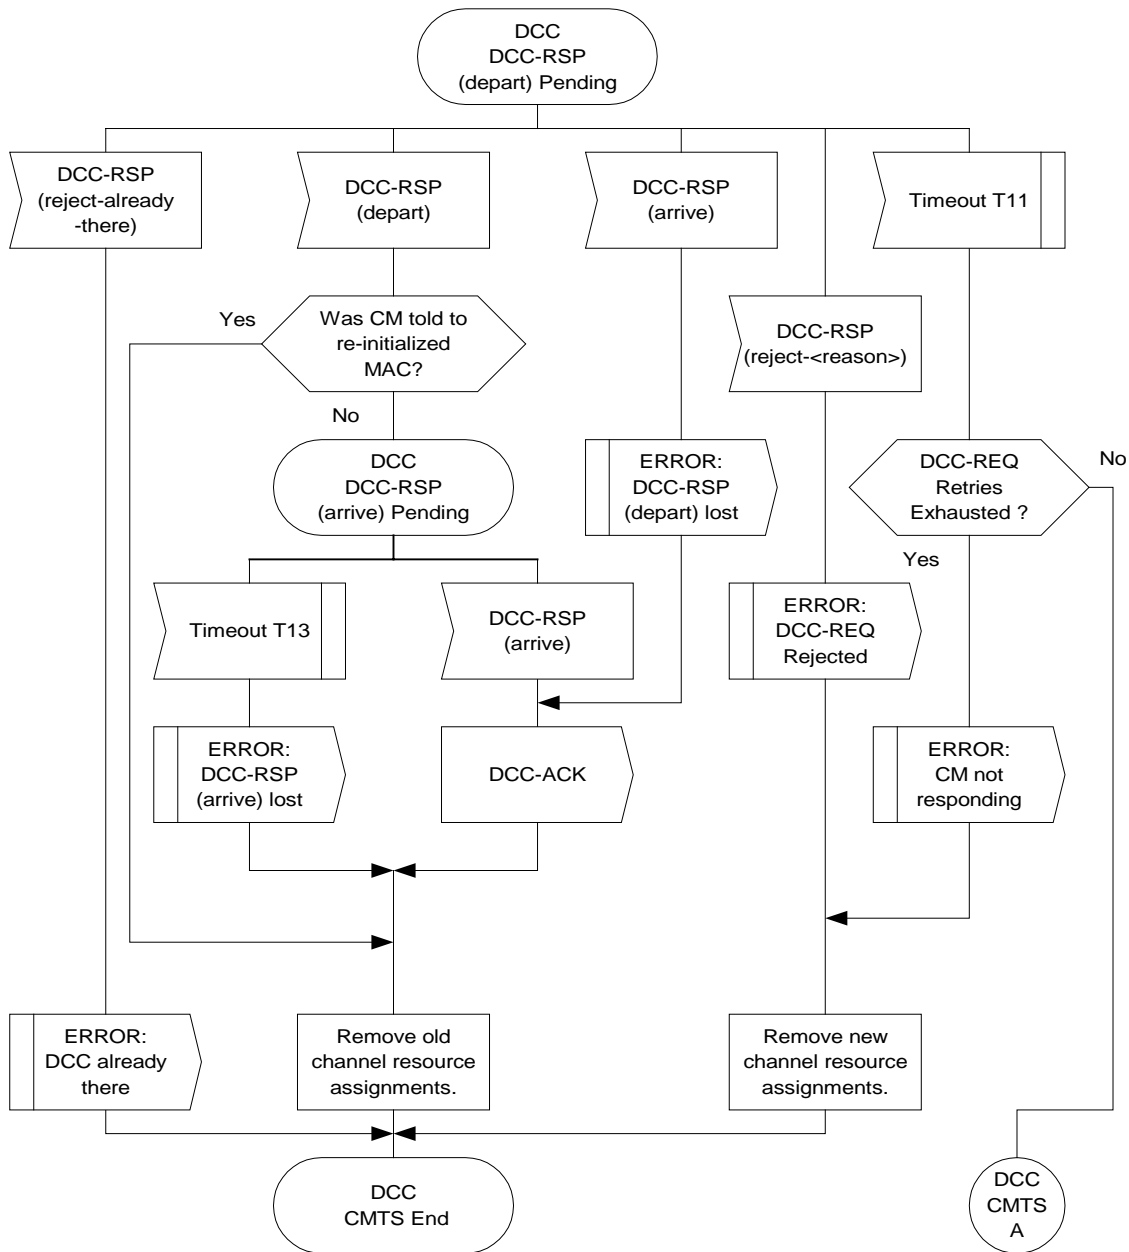 DCC
DCC-RSP
(depart) Pending
DCC-RSP
(reject-already
-there)
DCC-RSP
(depart)
DCC-RSP
(arrive)
Timeout T11
Yes
Was CM told to
re-initialized
MAC?
No
DCC-RSP
(reject-<reason>)
DCC
DCC-RSP
(arrive) Pending
ERROR:
DCC-RSP
(depart) lost
DCC-REQ
Retries
Exhausted ?
No
Yes
Timeout T13
DCC-RSP
(arrive)
ERROR:
DCC-REQ
Rejected
ERROR:
DCC-RSP
(arrive) lost
DCC-ACK
ERROR:
CM not
responding
ERROR:
DCC already
there
Remove old
channel resource
assignments.
Remove new
channel resource
assignments.
DCC
CMTS End
DCC
CMTS
A